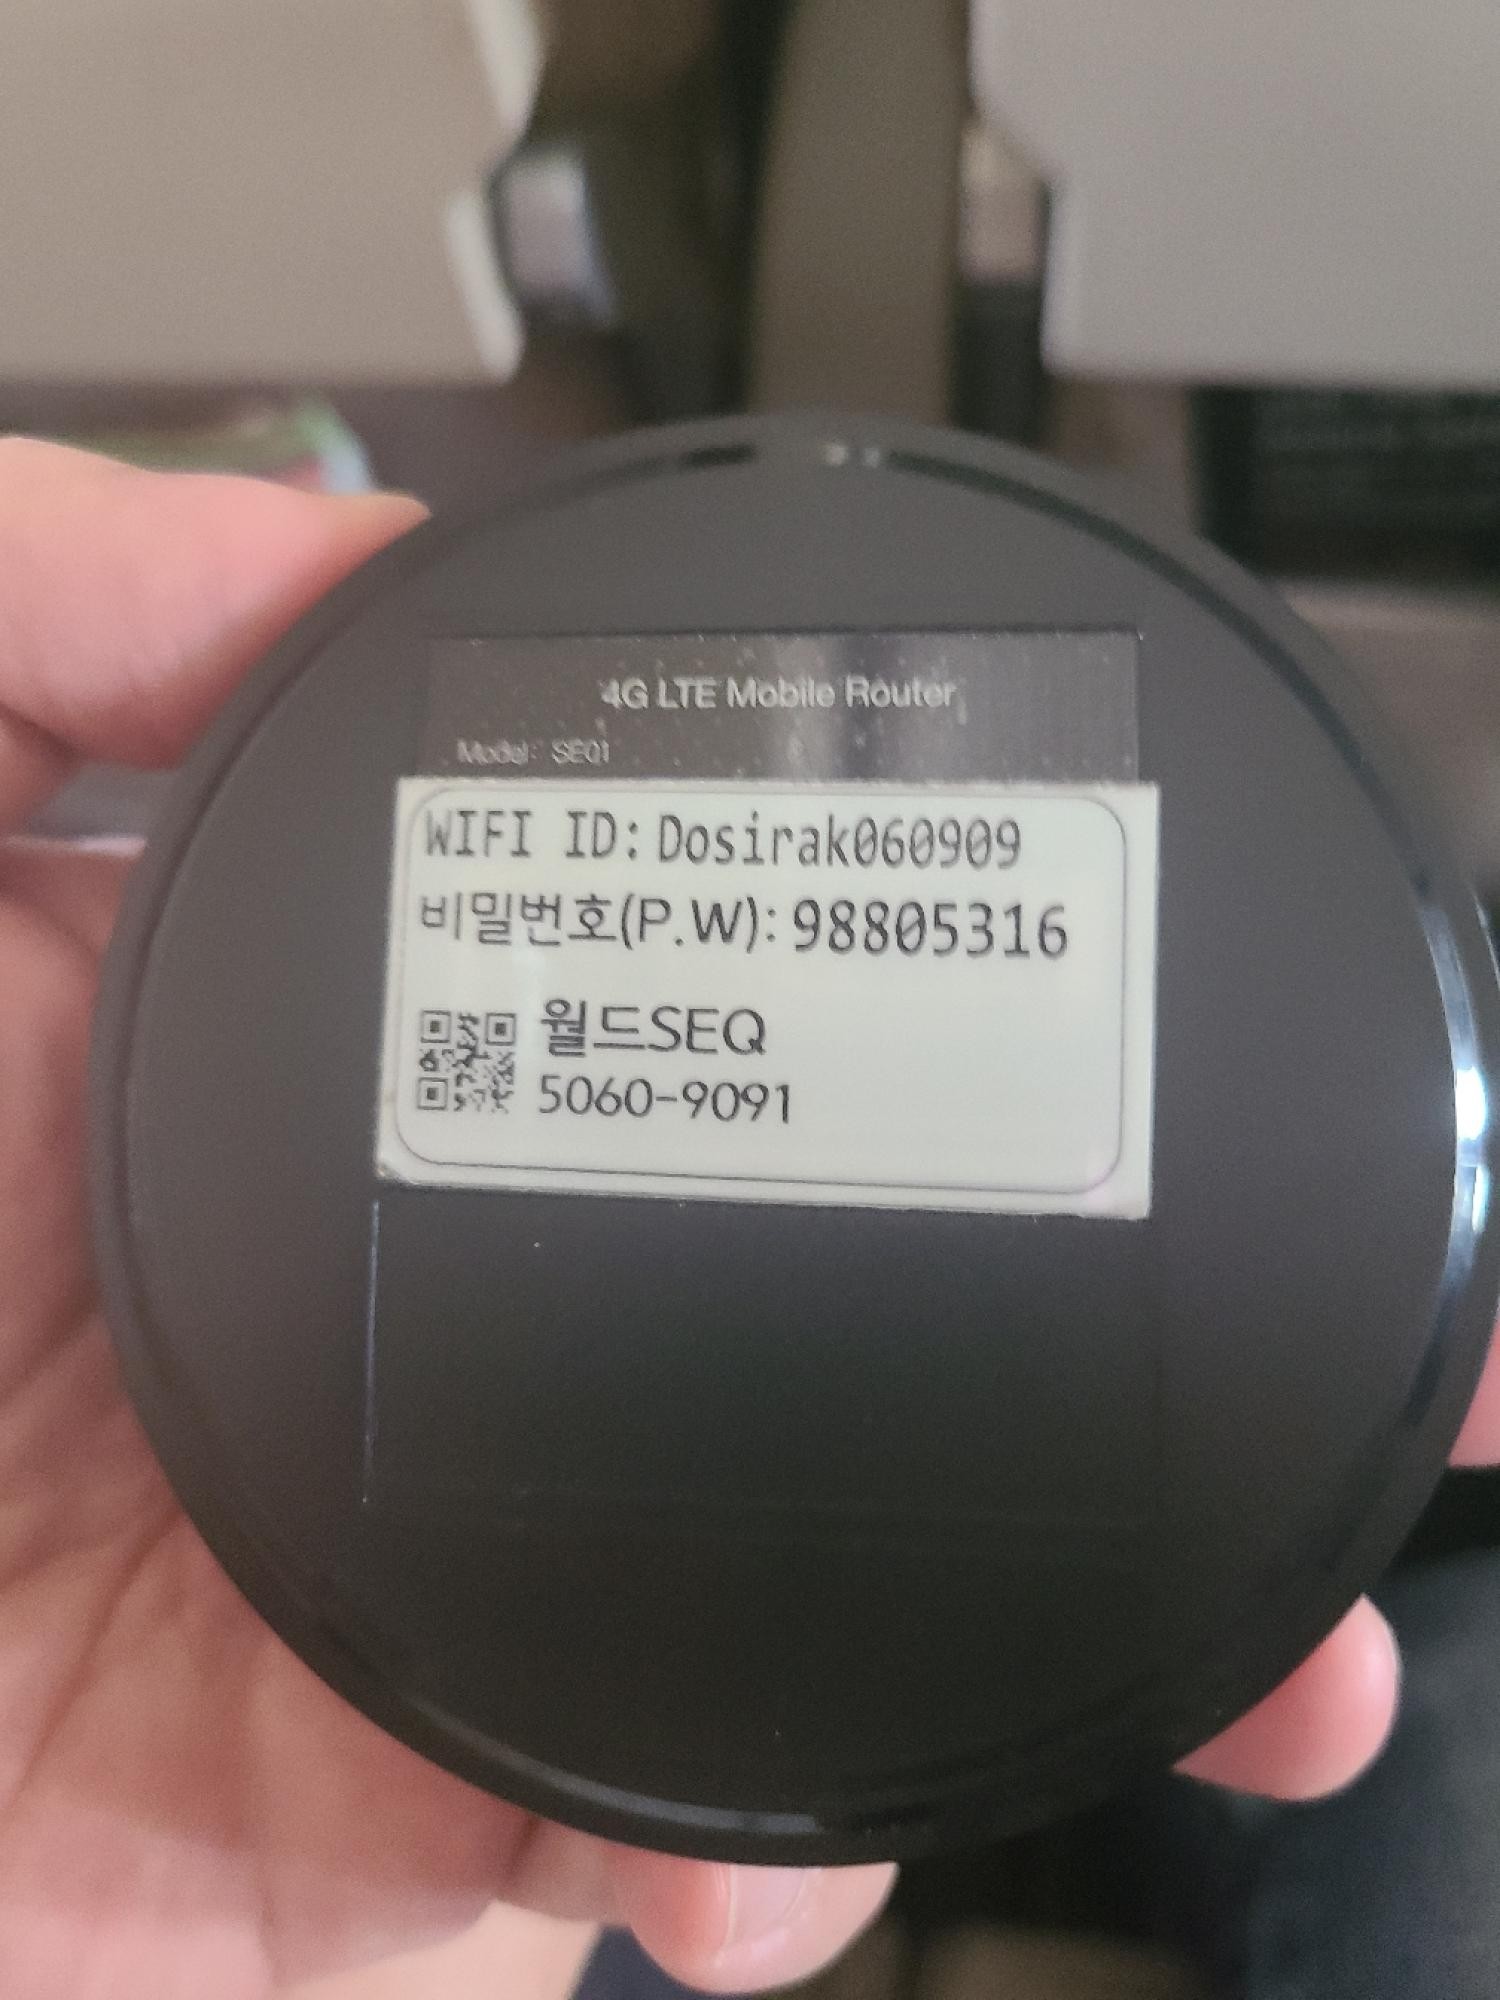 4G LTE Mobile Router
Model: SE01
WIFI ID: Dosirak060909
비밀번호(P.W): 98805316
월드SEQ
5060-9091